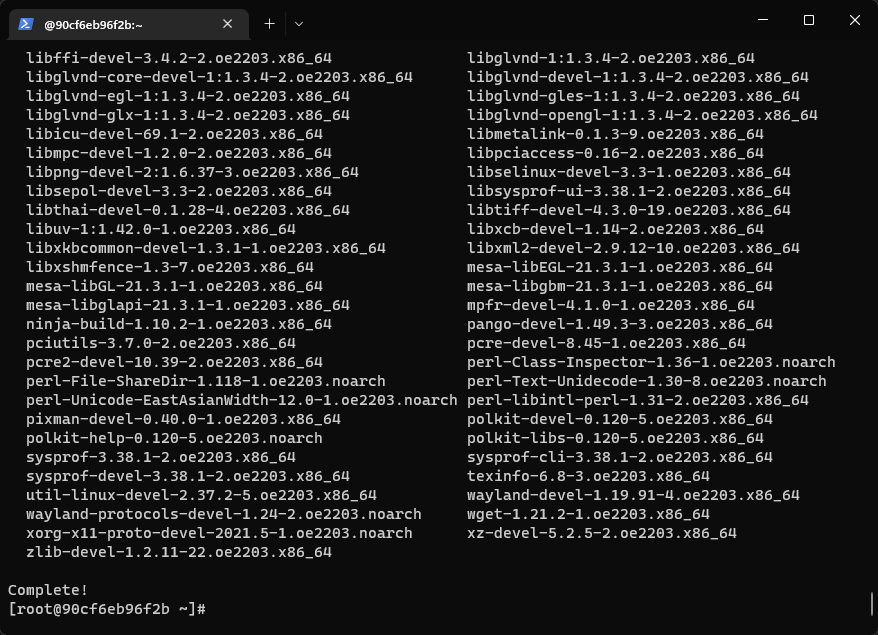 @90cf6eb96f2b:~
libffi-devel-3.4.2-2.oe2203.x86_64 libglvnd-1:1.3.4-2.oe2203.x86_64
libglvnd-core-devel-1:1.3.4-2.oe2203.x86_64 libglvnd-devel-1:1.3.4-2.oe2203.x86_64
libglvnd-egl-1:1.3.4-2.oe2203.x86_64 libglvnd-gles-1:1.3.4-2.oe2203.x86_64
libglvnd-glx-1:1.3.4-2.oe2203.x86_64 libglvnd-opengl-1:1.3.4-2.oe2203.x86_64
libicu-devel-69.1-2.oe2203.x86_64 libmetalink-0.1.3-9.oe2203.x86_64
libmpc-devel-1.2.0-2.oe2203.x86_64 libpciaccess-0.16-2.oe2203.x86_64
libpng-devel-2:1.6.37-3.oe2203.x86_64 libselinux-devel-3.3-1.oe2203.x86_64
libsepol-devel-3.3-2.oe2203.x86_64 libsysprof-ui-3.38.1-2.oe2203.x86_64
libthai-devel-0.1.28-4.oe2203.x86_64 libtiff-devel-4.3.0-19.oe2203.x86_64
libuv-1:1.42.0-1.oe2203.x86_64 libxcb-devel-1.14-2.oe2203.x86_64
libxkbcommon-devel-1.3.1-1.oe2203.x86_64 libxml2-devel-2.9.12-10.oe2203.x86_64
libxshmfence-1.3-7.oe2203.x86_64 mesa-libEGL-21.3.1-1.oe2203.x86_64
mesa-libGL-21.3.1-1.oe2203.x86_64 mesa-libgbm-21.3.1-1.oe2203.x86_64
mesa-libglapi-21.3.1-1.oe2203.x86_64 mpfr-devel-4.1.0-1.oe2203.x86_64
ninja-build-1.10.2-1.oe2203.x86_64 pango-devel-1.49.3-3.oe2203.x86_64
pciutils-3.7.0-2.oe2203.x86_64 pcre-devel-8.45-1.oe2203.x86_64
pcre2-devel-10.39-2.oe2203.x86_64 perl-Class-Inspector-1.36-1.oe2203.noarch
perl-File-ShareDir-1.118-1.oe2203.noarch perl-Text-Unidecode-1.30-8.oe2203.noarch
perl-Unicode-EastAsianWidth-12.0-1.oe2203.noarch perl-libintl-perl-1.31-2.oe2203.x86_64
pixman-devel-0.40.0-1.oe2203.x86_64 polkit-devel-0.120-5.oe2203.x86_64
polkit-help-0.120-5.oe2203.noarch polkit-libs-0.120-5.oe2203.x86_64
sysprof-3.38.1-2.oe2203.x86_64 sysprof-cli-3.38.1-2.oe2203.x86_64
sysprof-devel-3.38.1-2.oe2203.x86_64 texinfo-6.8-3.oe2203.x86_64
util-linux-devel-2.37.2-5.oe2203.x86_64 wayland-devel-1.19.91-4.oe2203.x86_64
wayland-protocols-devel-1.24-2.oe2203.noarch wget-1.21.2-1.oe2203.x86_64
xorg-x11-proto-devel-2021.5-1.oe2203.noarch xz-devel-5.2.5-2.oe2203.x86_64
zlib-devel-1.2.11-22.oe2203.x86_64
Complete!
[root@90cf6eb96f2b ~]#